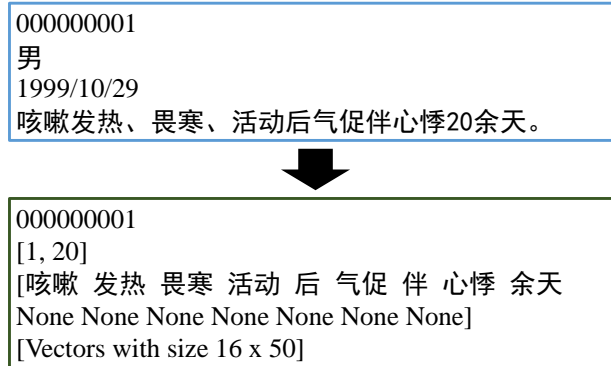 000000001
男
1999/10/29
咳嗽发热、畏寒、活动后气促伴心悸20余天。
000000001
[1, 20]
[咳嗽 发热 畏寒 活动 后 气促 伴 心悸 余天
None None None None None None None]
[Vectors with size 16 x 50]